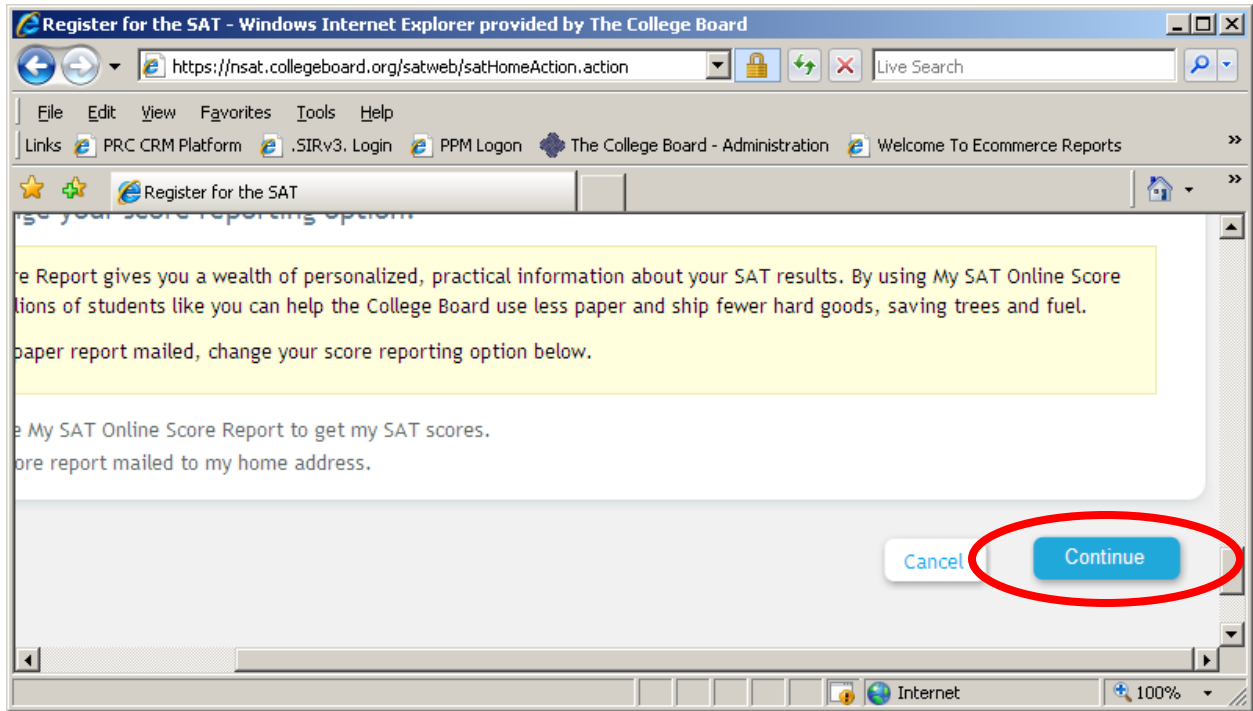 Register for the SAT - Windows Internet Explorer provided by The College Board
https://nsat.collegeboard.org/satweb/satHomeAction.action Live Search
File Edit View Favorites Tools Help
Links PRC CRM Platform .SIRv3. Login PPM Logon The College Board - Administration Welcome To Ecommerce Reports »
Register for the SAT »
nge your score reporting option.
re Report gives you a wealth of personalized, practical information about your SAT results. By using My SAT Online Score
lions of students like you can help the College Board use less paper and ship fewer hard goods, saving trees and fuel.
paper report mailed, change your score reporting option below.
e My SAT Online Score Report to get my SAT scores.
ore report mailed to my home address.
Cancel Continue
Internet 100%